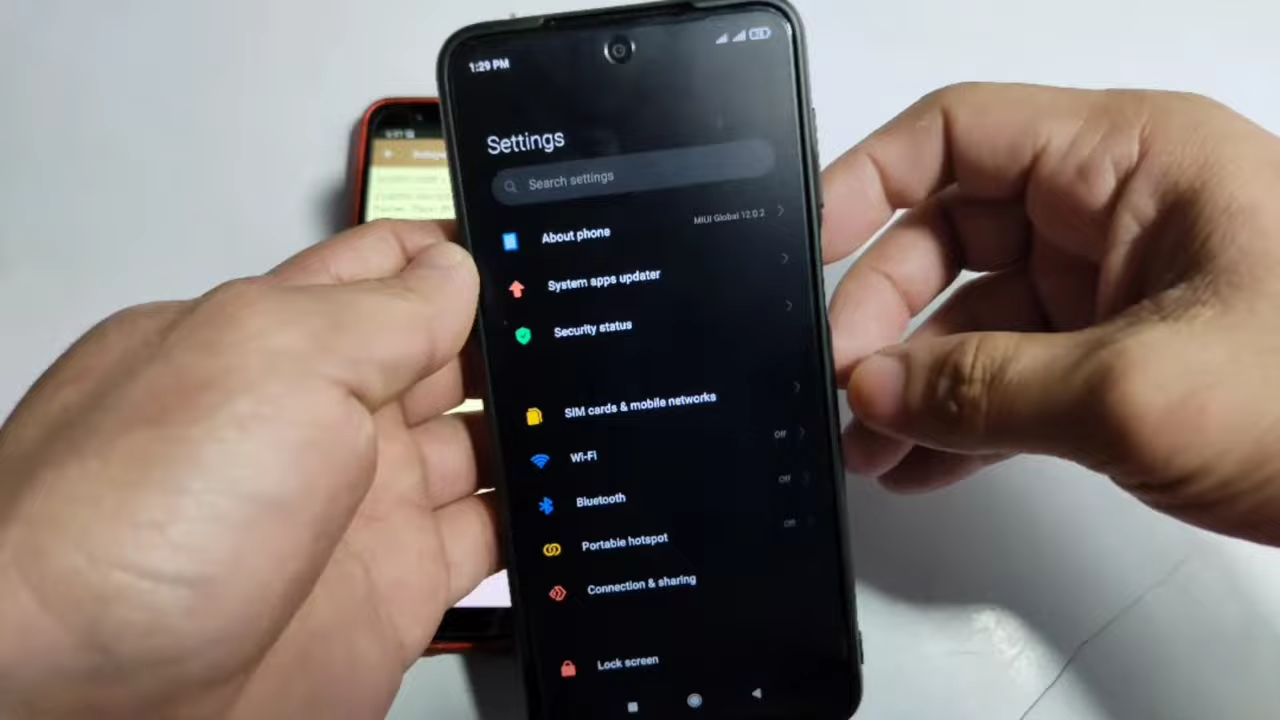 1:29 PM
Settings
Search settings
About phone MIUI Global 12.0.2
System apps updater
Security status
SIM cards & mobile networks
Wi-Fi Off
Bluetooth Off
Portable hotspot Off
Connection & sharing
Lock screen